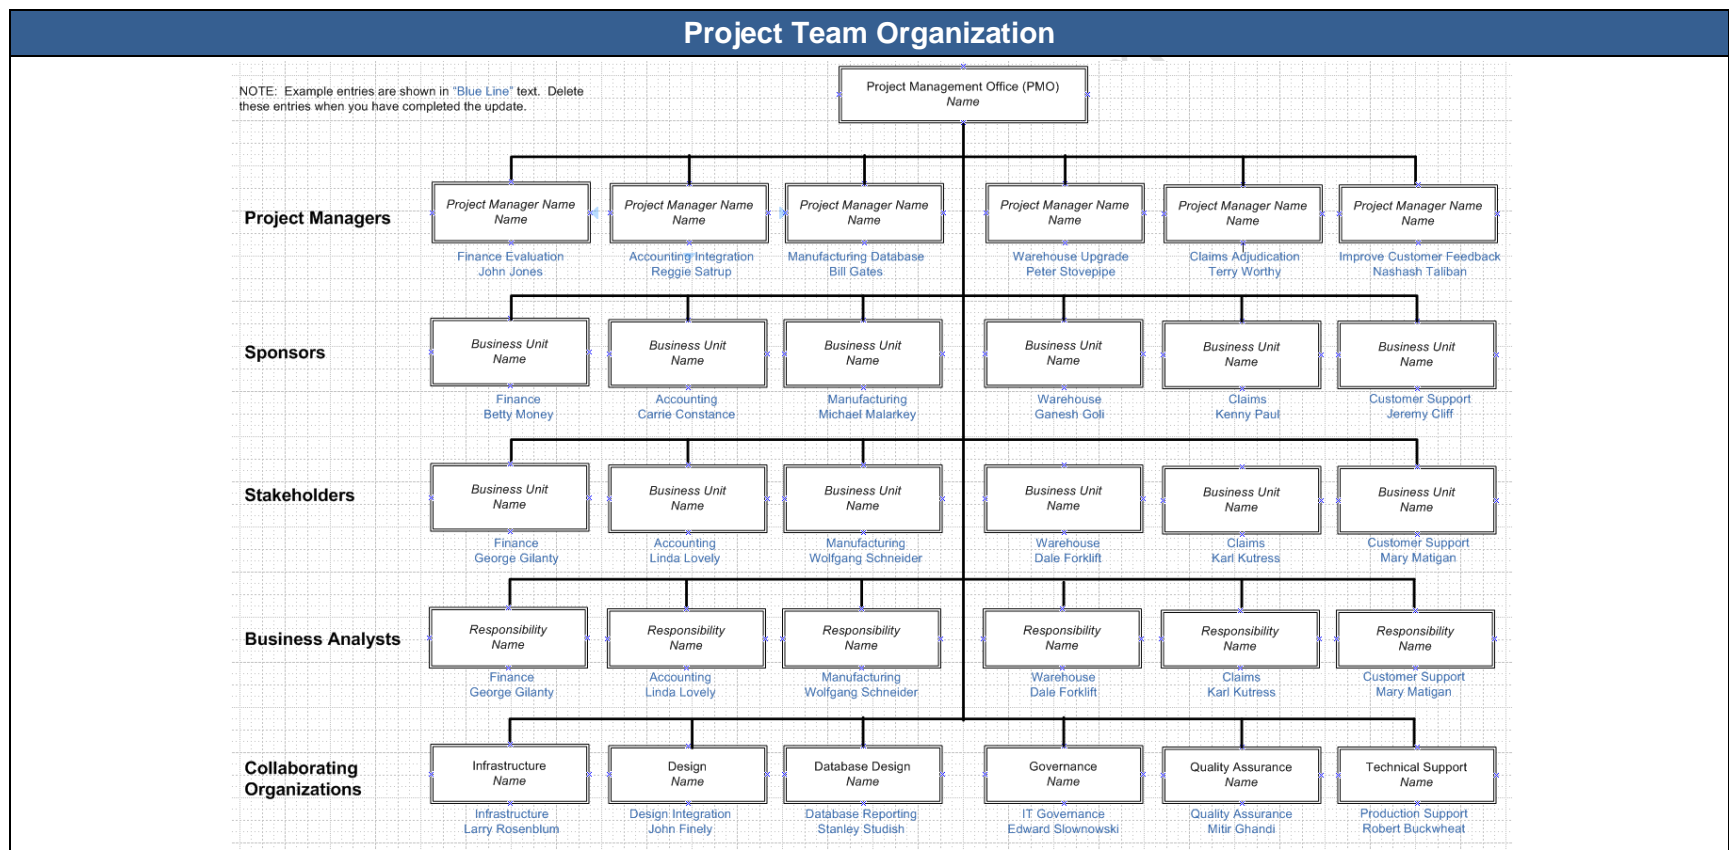 Project Team Organization
NOTE:  Example entries are shown in “Blue Line” text.  Delete
these entries when you have completed the update.
Project Management Office (PMO)
Name
Project Managers
Project Manager Name
Name
Finance Evaluation
John Jones
Project Manager Name
Name
Accounting Integration
Reggie Satrup
Project Manager Name
Name
Manufacturing Database
Bill Gates
Project Manager Name
Name
Warehouse Upgrade
Peter Stovepipe
Project Manager Name
Name
Claims Adjudication
Terry Worthy
Project Manager Name
Name
Improve Customer Feedback
Nashash Taliban
Sponsors
Business Unit
Name
Finance
Betty Money
Business Unit
Name
Accounting
Carrie Constance
Business Unit
Name
Manufacturing
Michael Malarkey
Business Unit
Name
Warehouse
Ganesh Goli
Business Unit
Name
Claims
Kenny Paul
Business Unit
Name
Customer Support
Jeremy Cliff
Stakeholders
Business Unit
Name
Finance
George Gilanty
Business Unit
Name
Accounting
Linda Lovely
Business Unit
Name
Manufacturing
Wolfgang Schneider
Business Unit
Name
Warehouse
Dale Forklift
Business Unit
Name
Claims
Karl Kutress
Business Unit
Name
Customer Support
Mary Matigan
Business Analysts
Responsibility
Name
Finance
George Gilanty
Responsibility
Name
Accounting
Linda Lovely
Responsibility
Name
Manufacturing
Wolfgang Schneider
Responsibility
Name
Warehouse
Dale Forklift
Responsibility
Name
Claims
Karl Kutress
Responsibility
Name
Customer Support
Mary Matigan
Collaborating
Organizations
Infrastructure
Name
Infrastructure
Larry Rosenblum
Design
Name
Design Integration
John Finely
Database Design
Name
Database Reporting
Stanley Studish
Governance
Name
IT Governance
Edward Slownowski
Quality Assurance
Name
Quality Assurance
Mitir Ghandi
Technical Support
Name
Production Support
Robert Buckwheat